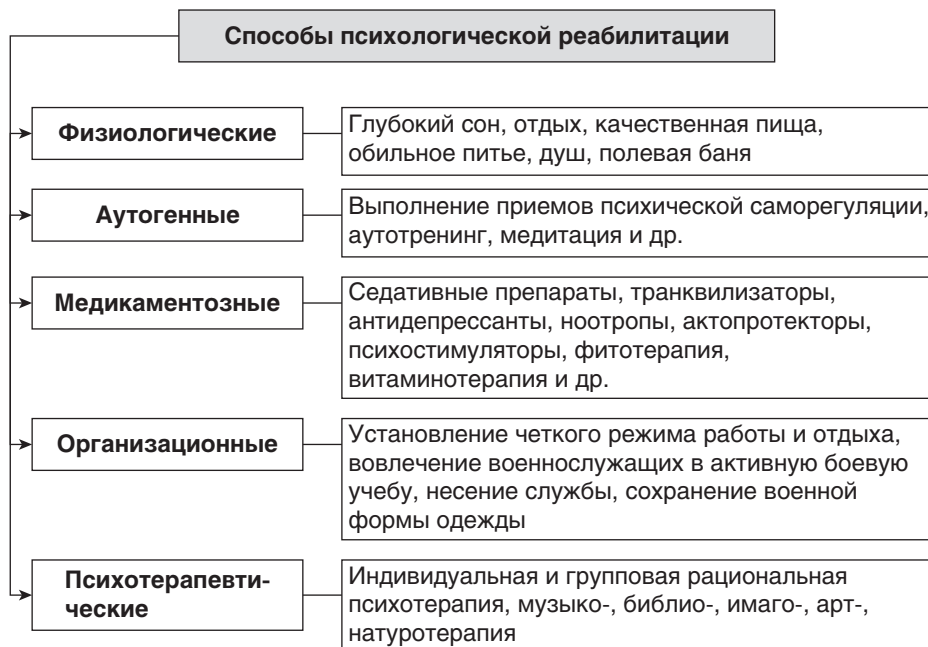 Способы психологической реабилитации
Физиологические
Глубокий сон, отдых, качественная пища,
обильное питье, душ, полевая баня
Аутогенные
Выполнение приемов психической саморегуляции,
аутотренинг, медитация и др.
Медикаментозные
Седативные препараты, транквилизаторы,
антидепрессанты, ноотропы, актопротекторы,
психостимуляторы, фитотерапия,
витаминотерапия и др.
Организационные
Установление четкого режима работы и отдыха,
вовлечение военнослужащих в активную боевую
учебу, несение службы, сохранение военной
формы одежды
Психотерапевти-
ческие
Индивидуальная и групповая рациональная
психотерапия, музыко-, библио-, имаго-, арт-,
натуротерапия